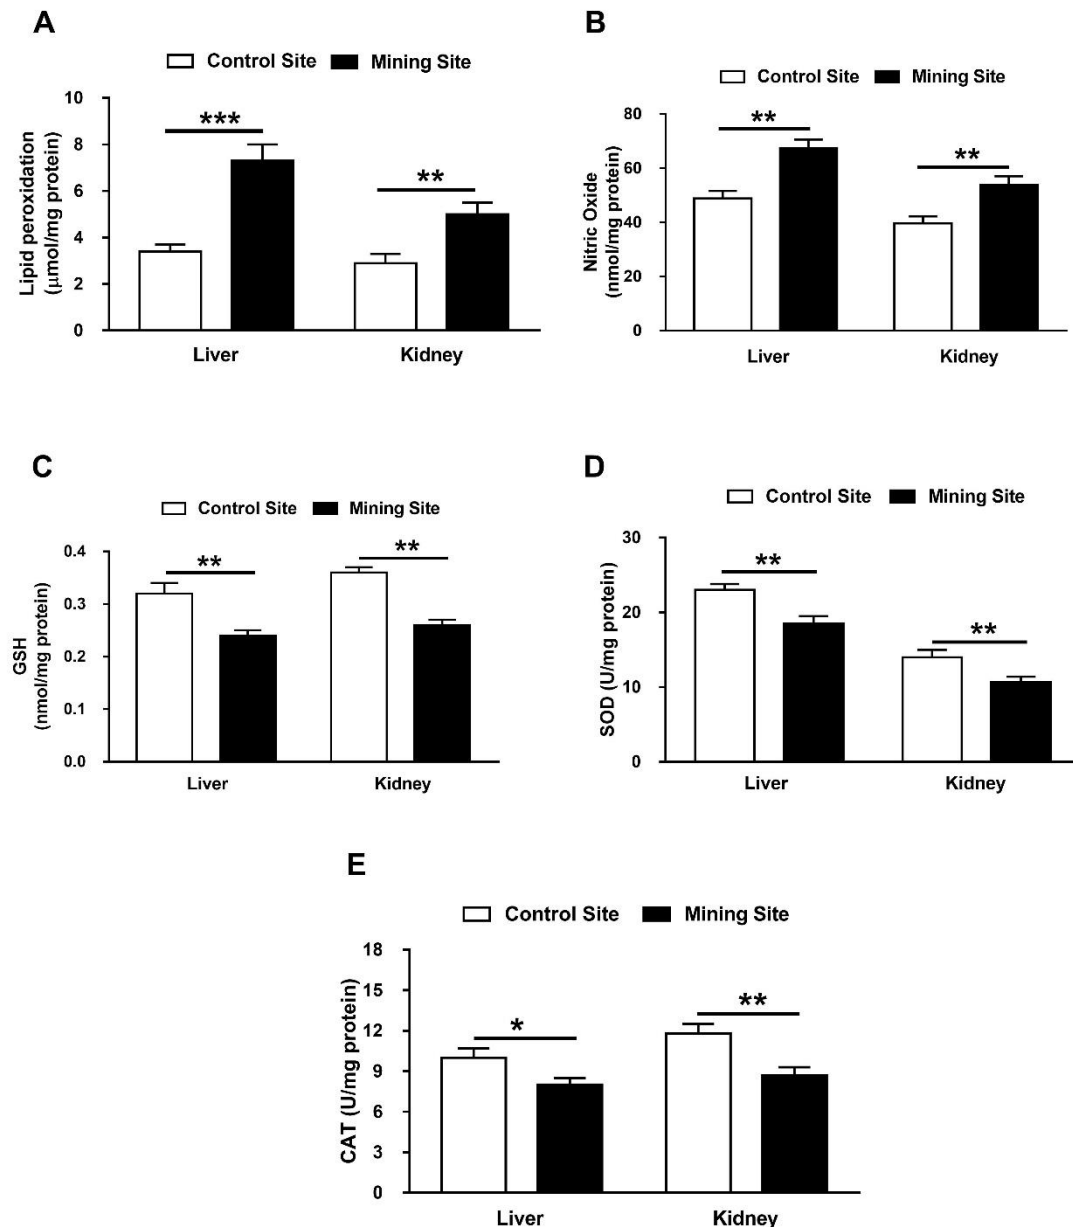 A
Control Site Mining Site
***
**
Lipid peroxidation
(μmol/mg protein)
10
8
6
4
2
0
Liver Kidney
B
Control Site Mining Site
**
**
Nitric Oxide
(nmol/mg protein)
80
60
40
20
0
Liver Kidney
C
Control Site Mining Site
**
**
GSH
(nmol/mg protein)
0.4
0.3
0.2
0.1
0.0
Liver Kidney
D
Control Site Mining Site
**
**
SOD (U/mg protein)
30
20
10
0
Liver Kidney
E
Control Site Mining Site
*
**
CAT (U/mg protein)
18
15
12
9
6
3
0
Liver Kidney